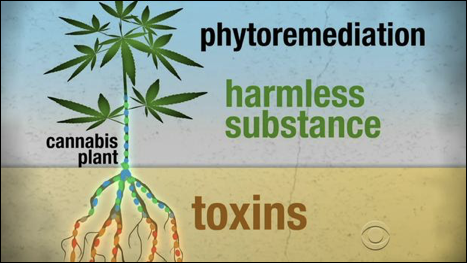 phytoremediation
harmless
substance
cannabis
plant
toxins